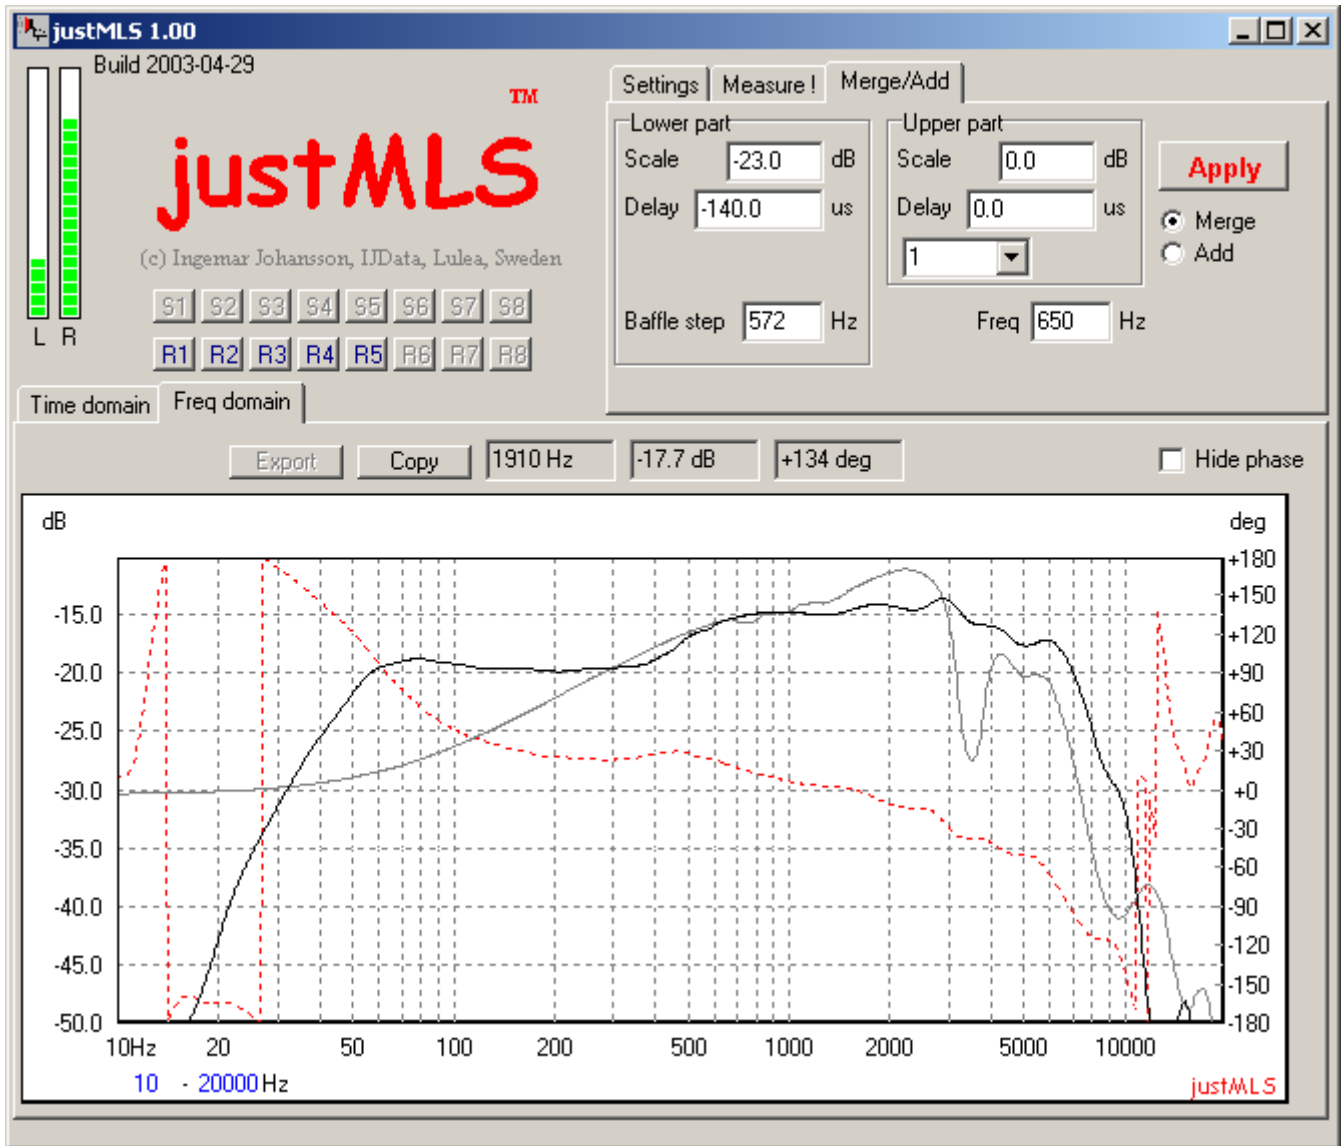 justMLS 1.00
Build 2003-04-29
TM
justMLS
(c) Ingemar Johansson, IJData, Lulea, Sweden
L R
S1 S2 S3 S4 S5 S6 S7 S8
R1 R2 R3 R4 R5 R6 R7 R8
Settings Measure ! Merge/Add
Lower part
Scale -23.0 dB
Delay -140.0 us
Baffle step 572 Hz
Upper part
Scale 0.0 dB
Delay 0.0 us
1
Freq 650 Hz
Apply
Merge
Add
Time domain Freq domain
Export Copy 1910 Hz -17.7 dB +134 deg Hide phase
dB deg
-15.0
-20.0
-25.0
-30.0
-35.0
-40.0
-45.0
-50.0
+180
+150
+120
+90
+60
+30
+0
-30
-60
-90
-120
-150
-180
10Hz 20 50 100 200 500 1000 2000 5000 10000
10 - 20000 Hz
justMLS